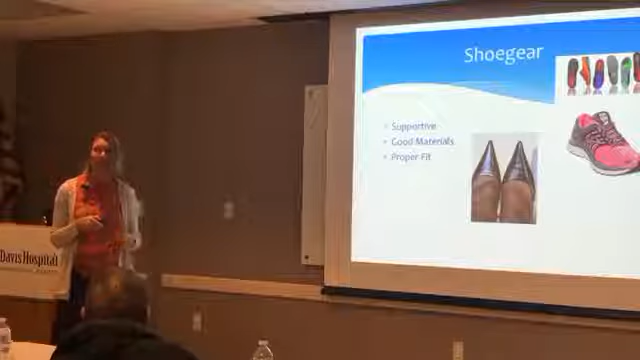 Shoegear
Supportive
Good Materials
Proper Fit
Davis Hospital